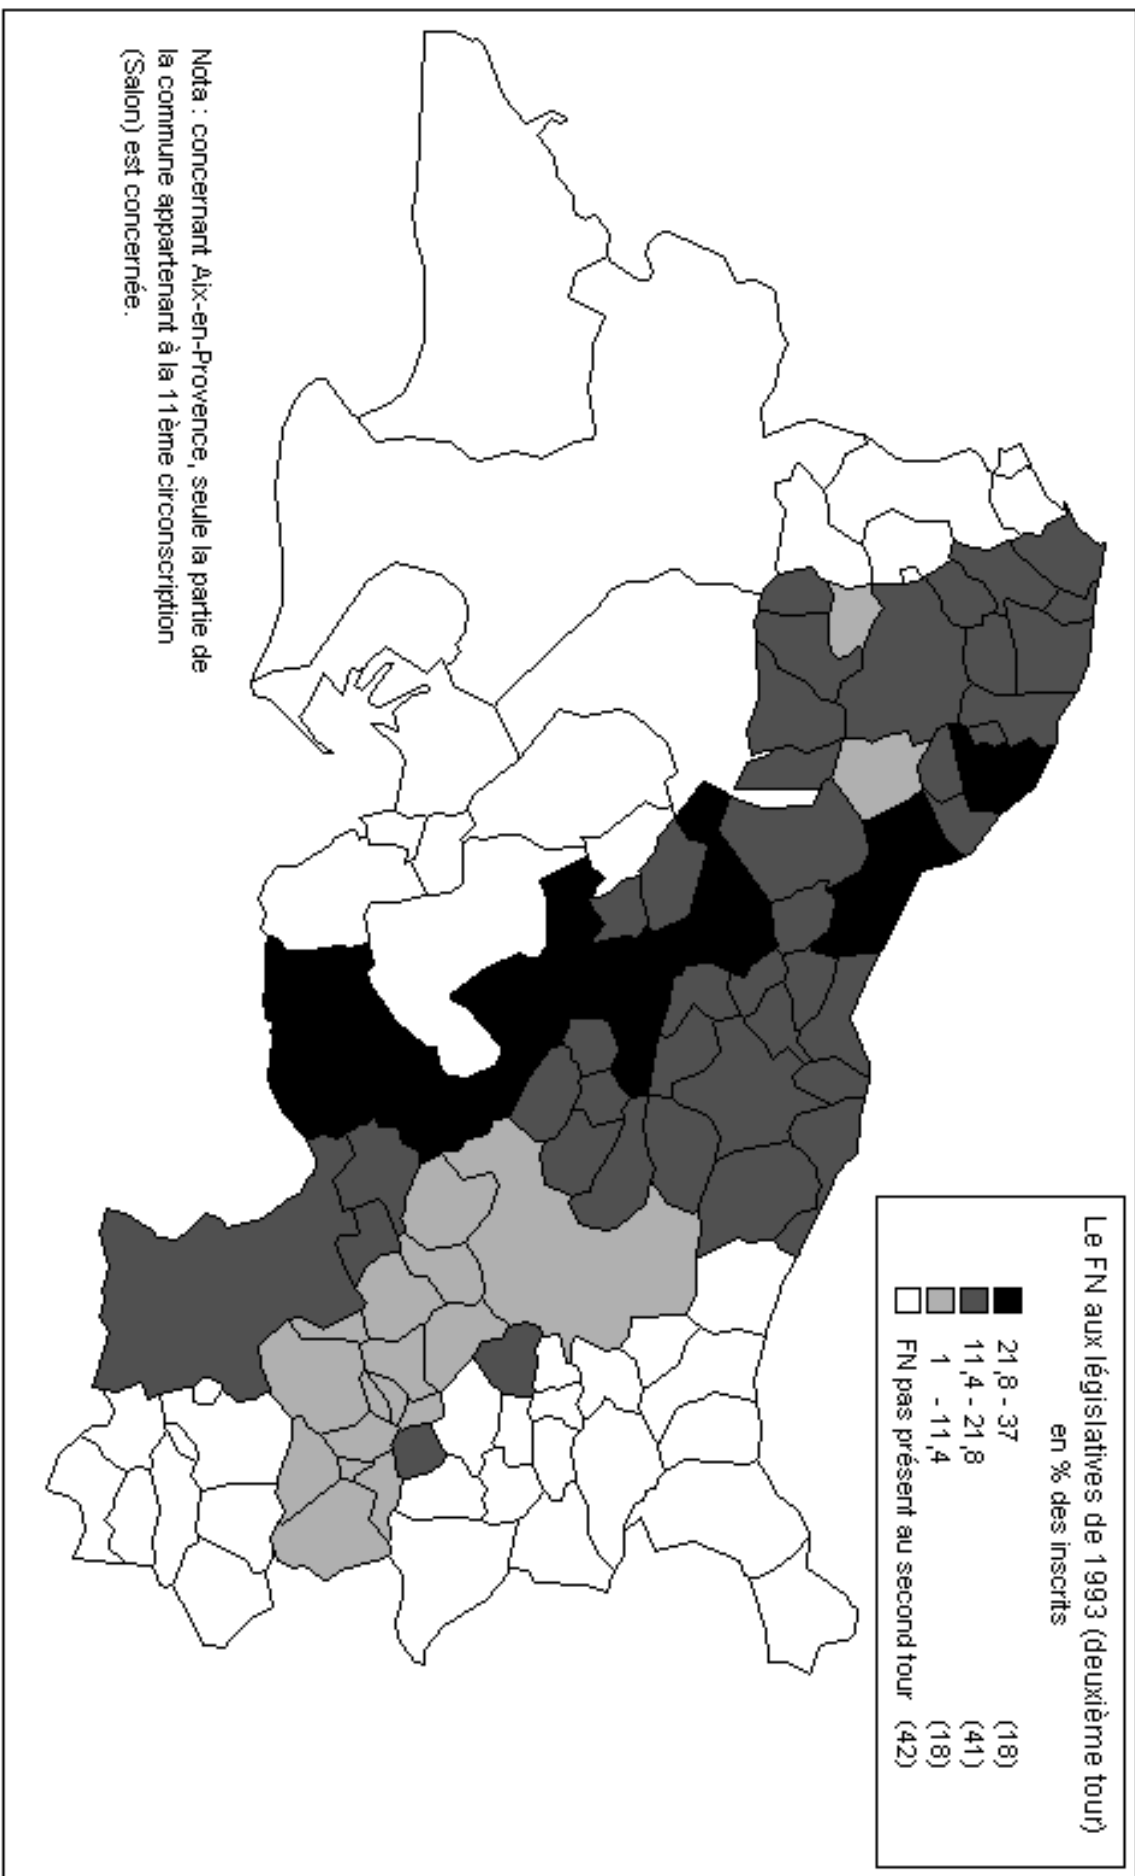 Le FN aux législatives de 1993 (deuxième tour)
en % des inscrits
21,8 - 37 (18)
11,4 - 21,8 (41)
1 - 11,4 (18)
FN pas présent au second tour (42)
Nota : concernant Aix-en-Provence, seule la partie de
la commune appartenant à la 11ème circonscription
(Salon) est concernée.